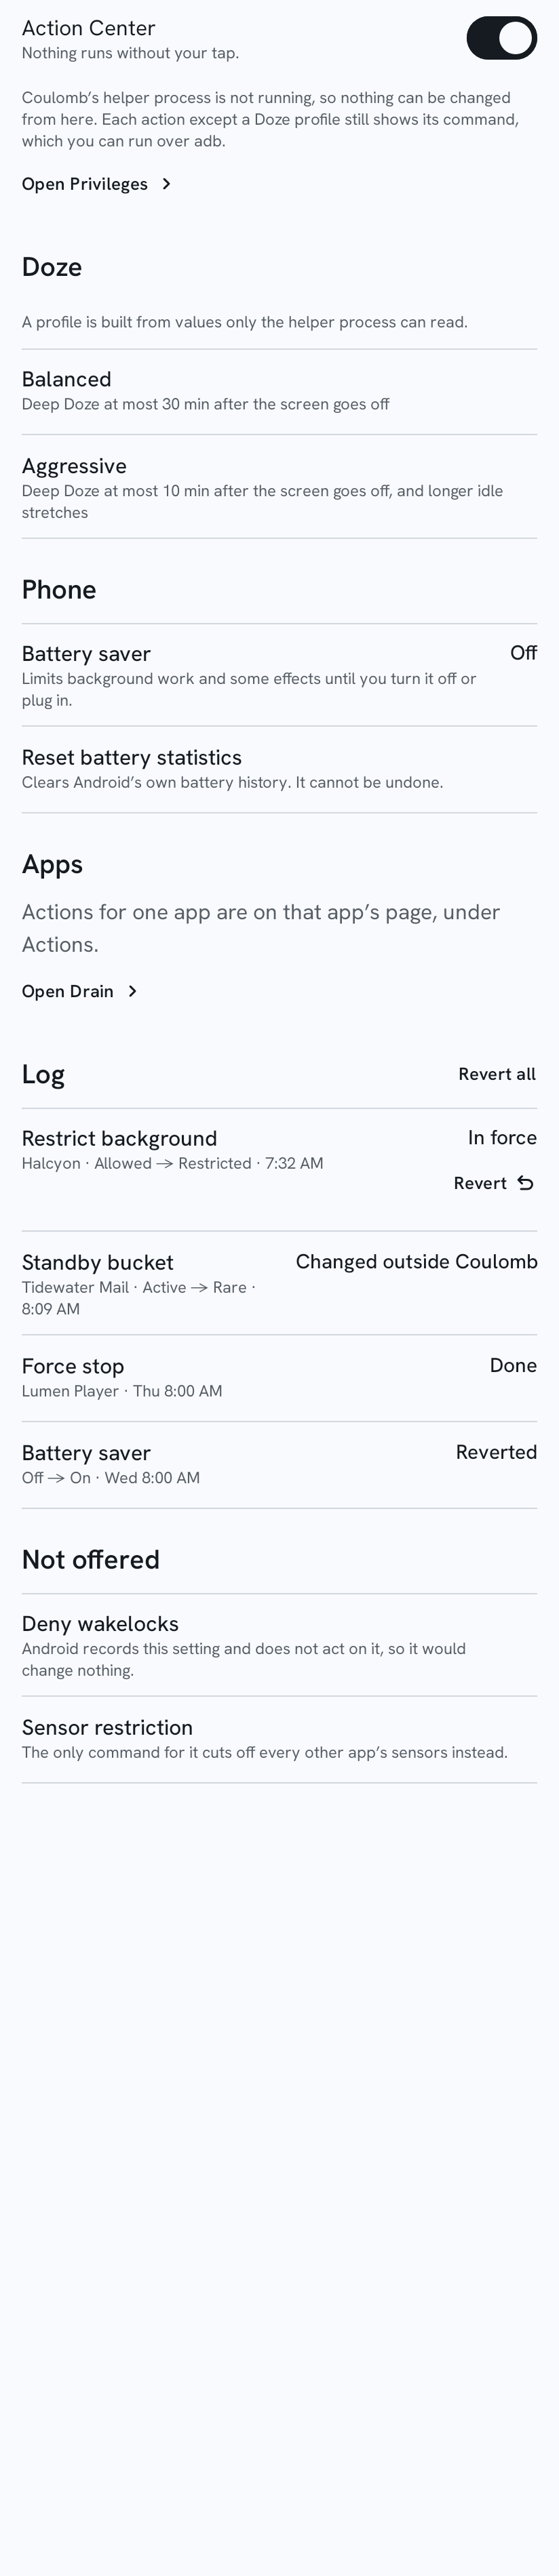 Action Center
Nothing runs without your tap.
Coulomb’s helper process is not running, so nothing can be changed
from here. Each action except a Doze profile still shows its command,
which you can run over adb.
Open Privileges
Doze
A profile is built from values only the helper process can read.
Balanced
Deep Doze at most 30 min after the screen goes off
Aggressive
Deep Doze at most 10 min after the screen goes off, and longer idle
stretches
Phone
Battery saver
Off
Limits background work and some effects until you turn it off or
plug in.
Reset battery statistics
Clears Android’s own battery history. It cannot be undone.
Apps
Actions for one app are on that app’s page, under
Actions.
Open Drain
Log
Revert all
Restrict background
In force
Halcyon · Allowed → Restricted · 7:32 AM
Revert
Standby bucket
Changed outside Coulomb
Tidewater Mail · Active → Rare ·
8:09 AM
Force stop
Done
Lumen Player · Thu 8:00 AM
Battery saver
Reverted
Off → On · Wed 8:00 AM
Not offered
Deny wakelocks
Android records this setting and does not act on it, so it would
change nothing.
Sensor restriction
The only command for it cuts off every other app’s sensors instead.